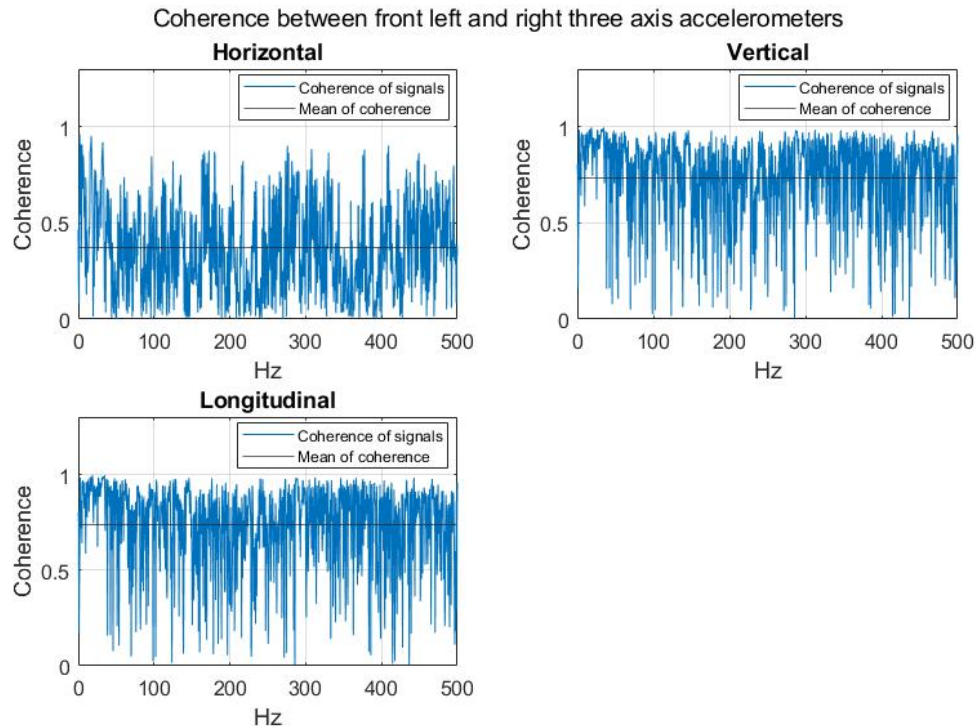 Coherence between front left and right three axis accelerometers
Horizontal
Coherence of signals
Mean of coherence
1
0.5
0
Coherence
0 100 200 300 400 500
Hz
Vertical
Coherence of signals
Mean of coherence
1
0.5
0
Coherence
0 100 200 300 400 500
Hz
Longitudinal
Coherence of signals
Mean of coherence
1
0.5
0
Coherence
0 100 200 300 400 500
Hz